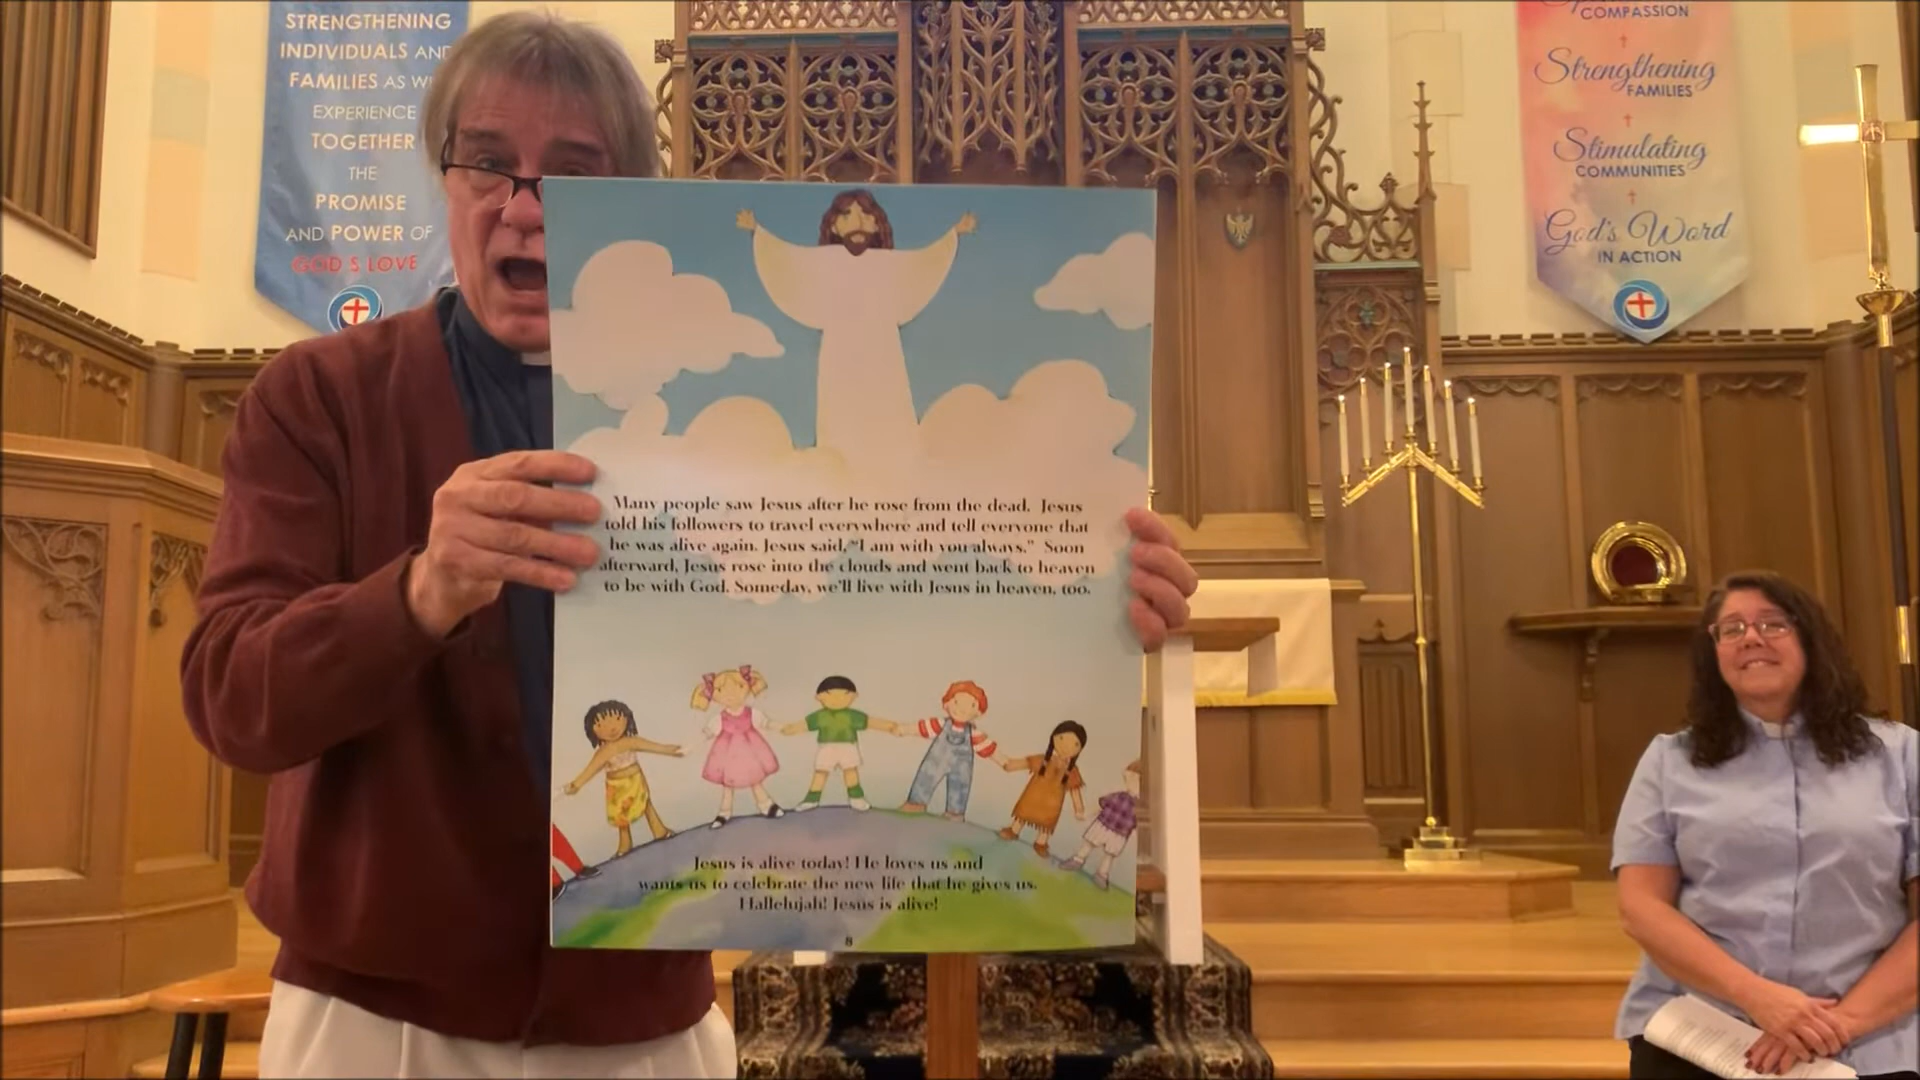 STRENGTHENING
INDIVIDUALS AND
FAMILIES AS
EXPERIENCE
TOGETHER
THE
PROMISE
AND POWER OF
GOD S LOVE
COMPASSION
Strengthening
FAMILIES
Stimulating
COMMUNITIES
God's Word
IN ACTION
Many people saw Jesus after he rose from the dead. Jesus
told his followers to travel everywhere and tell everyone that
he was alive again. Jesus said, "I am with you always." Soon
afterward, Jesus rose into the clouds and went back to heaven
to be with God. Someday, we'll live with Jesus in heaven, too.
Jesus is alive today! He loves us and
wants us to celebrate the new life that he gives us.
Hallelujah! Jesus is alive!
8